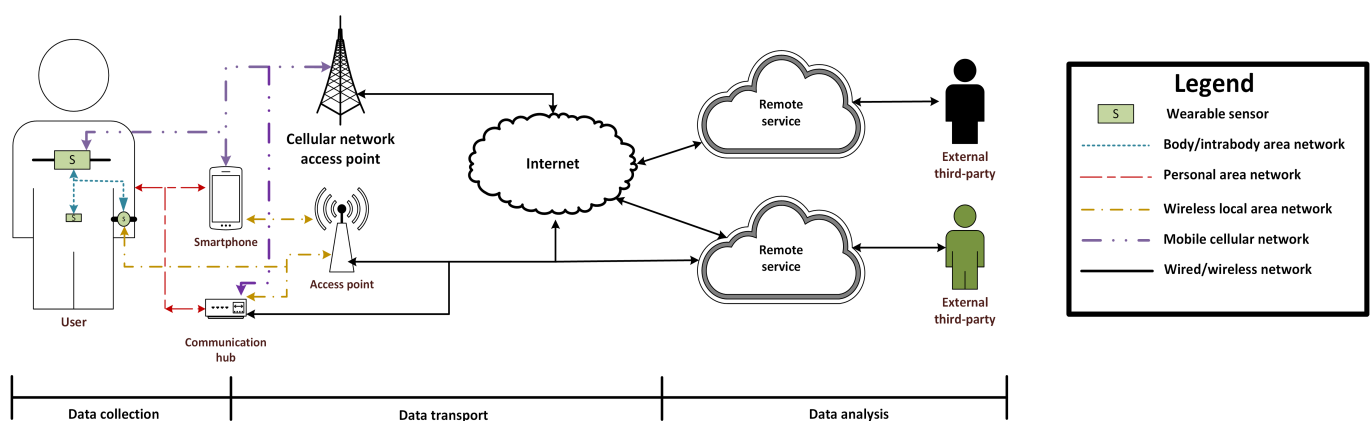 S
S
S
User
Smartphone
Communication
hub
Cellular network
access point
Access point
Internet
Remote
service
Remote
service
External
third-party
External
third-party
Data collection
Data transport
Data analysis
Legend
S
Wearable sensor
Body/intrabody area network
Personal area network
Wireless local area network
Mobile cellular network
Wired/wireless network